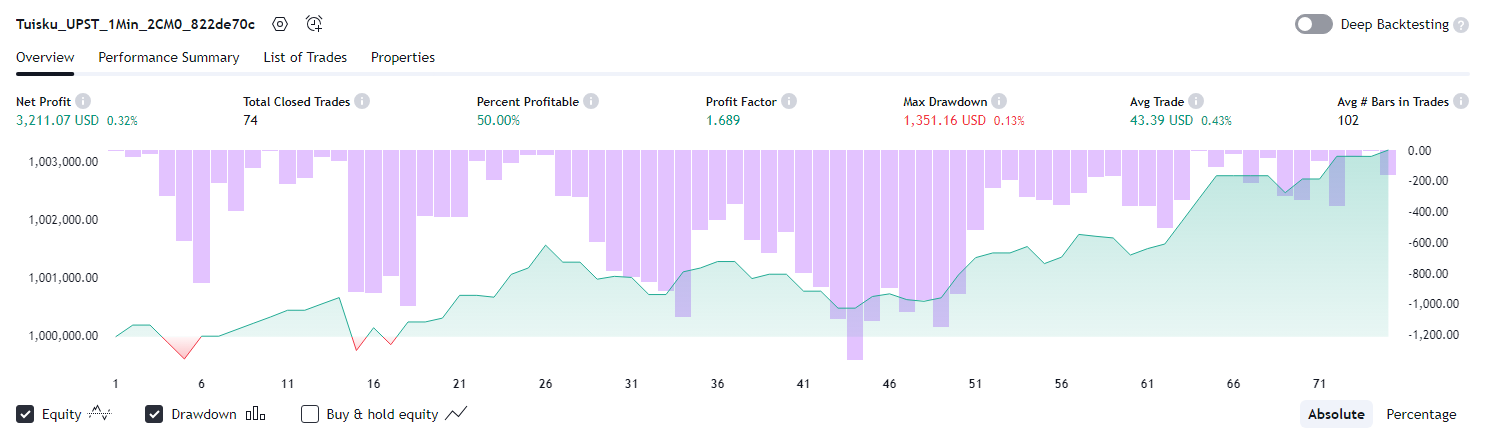 Tuisku_UPST_1Min_2CM0_822de70c Deep Backtesting ?
Overview Performance Summary List of Trades Properties
Net Profit i Total Closed Trades i Percent Profitable i Profit Factor i Max Drawdown i Avg Trade i Avg # Bars in Trades i
3,211.07 USD 0.32% 74 50.00% 1.689 1,351.16 USD 0.13% 43.39 USD 0.43% 102
1,003,000.00 0.00
-200.00
1,002,000.00 -400.00
-600.00
1,001,000.00 -800.00
-1,000.00
1,000,000.00 -1,200.00
1 6 11 16 21 26 31 36 41 46 51 56 61 66 71
Equity Drawdown Buy & hold equity Absolute Percentage